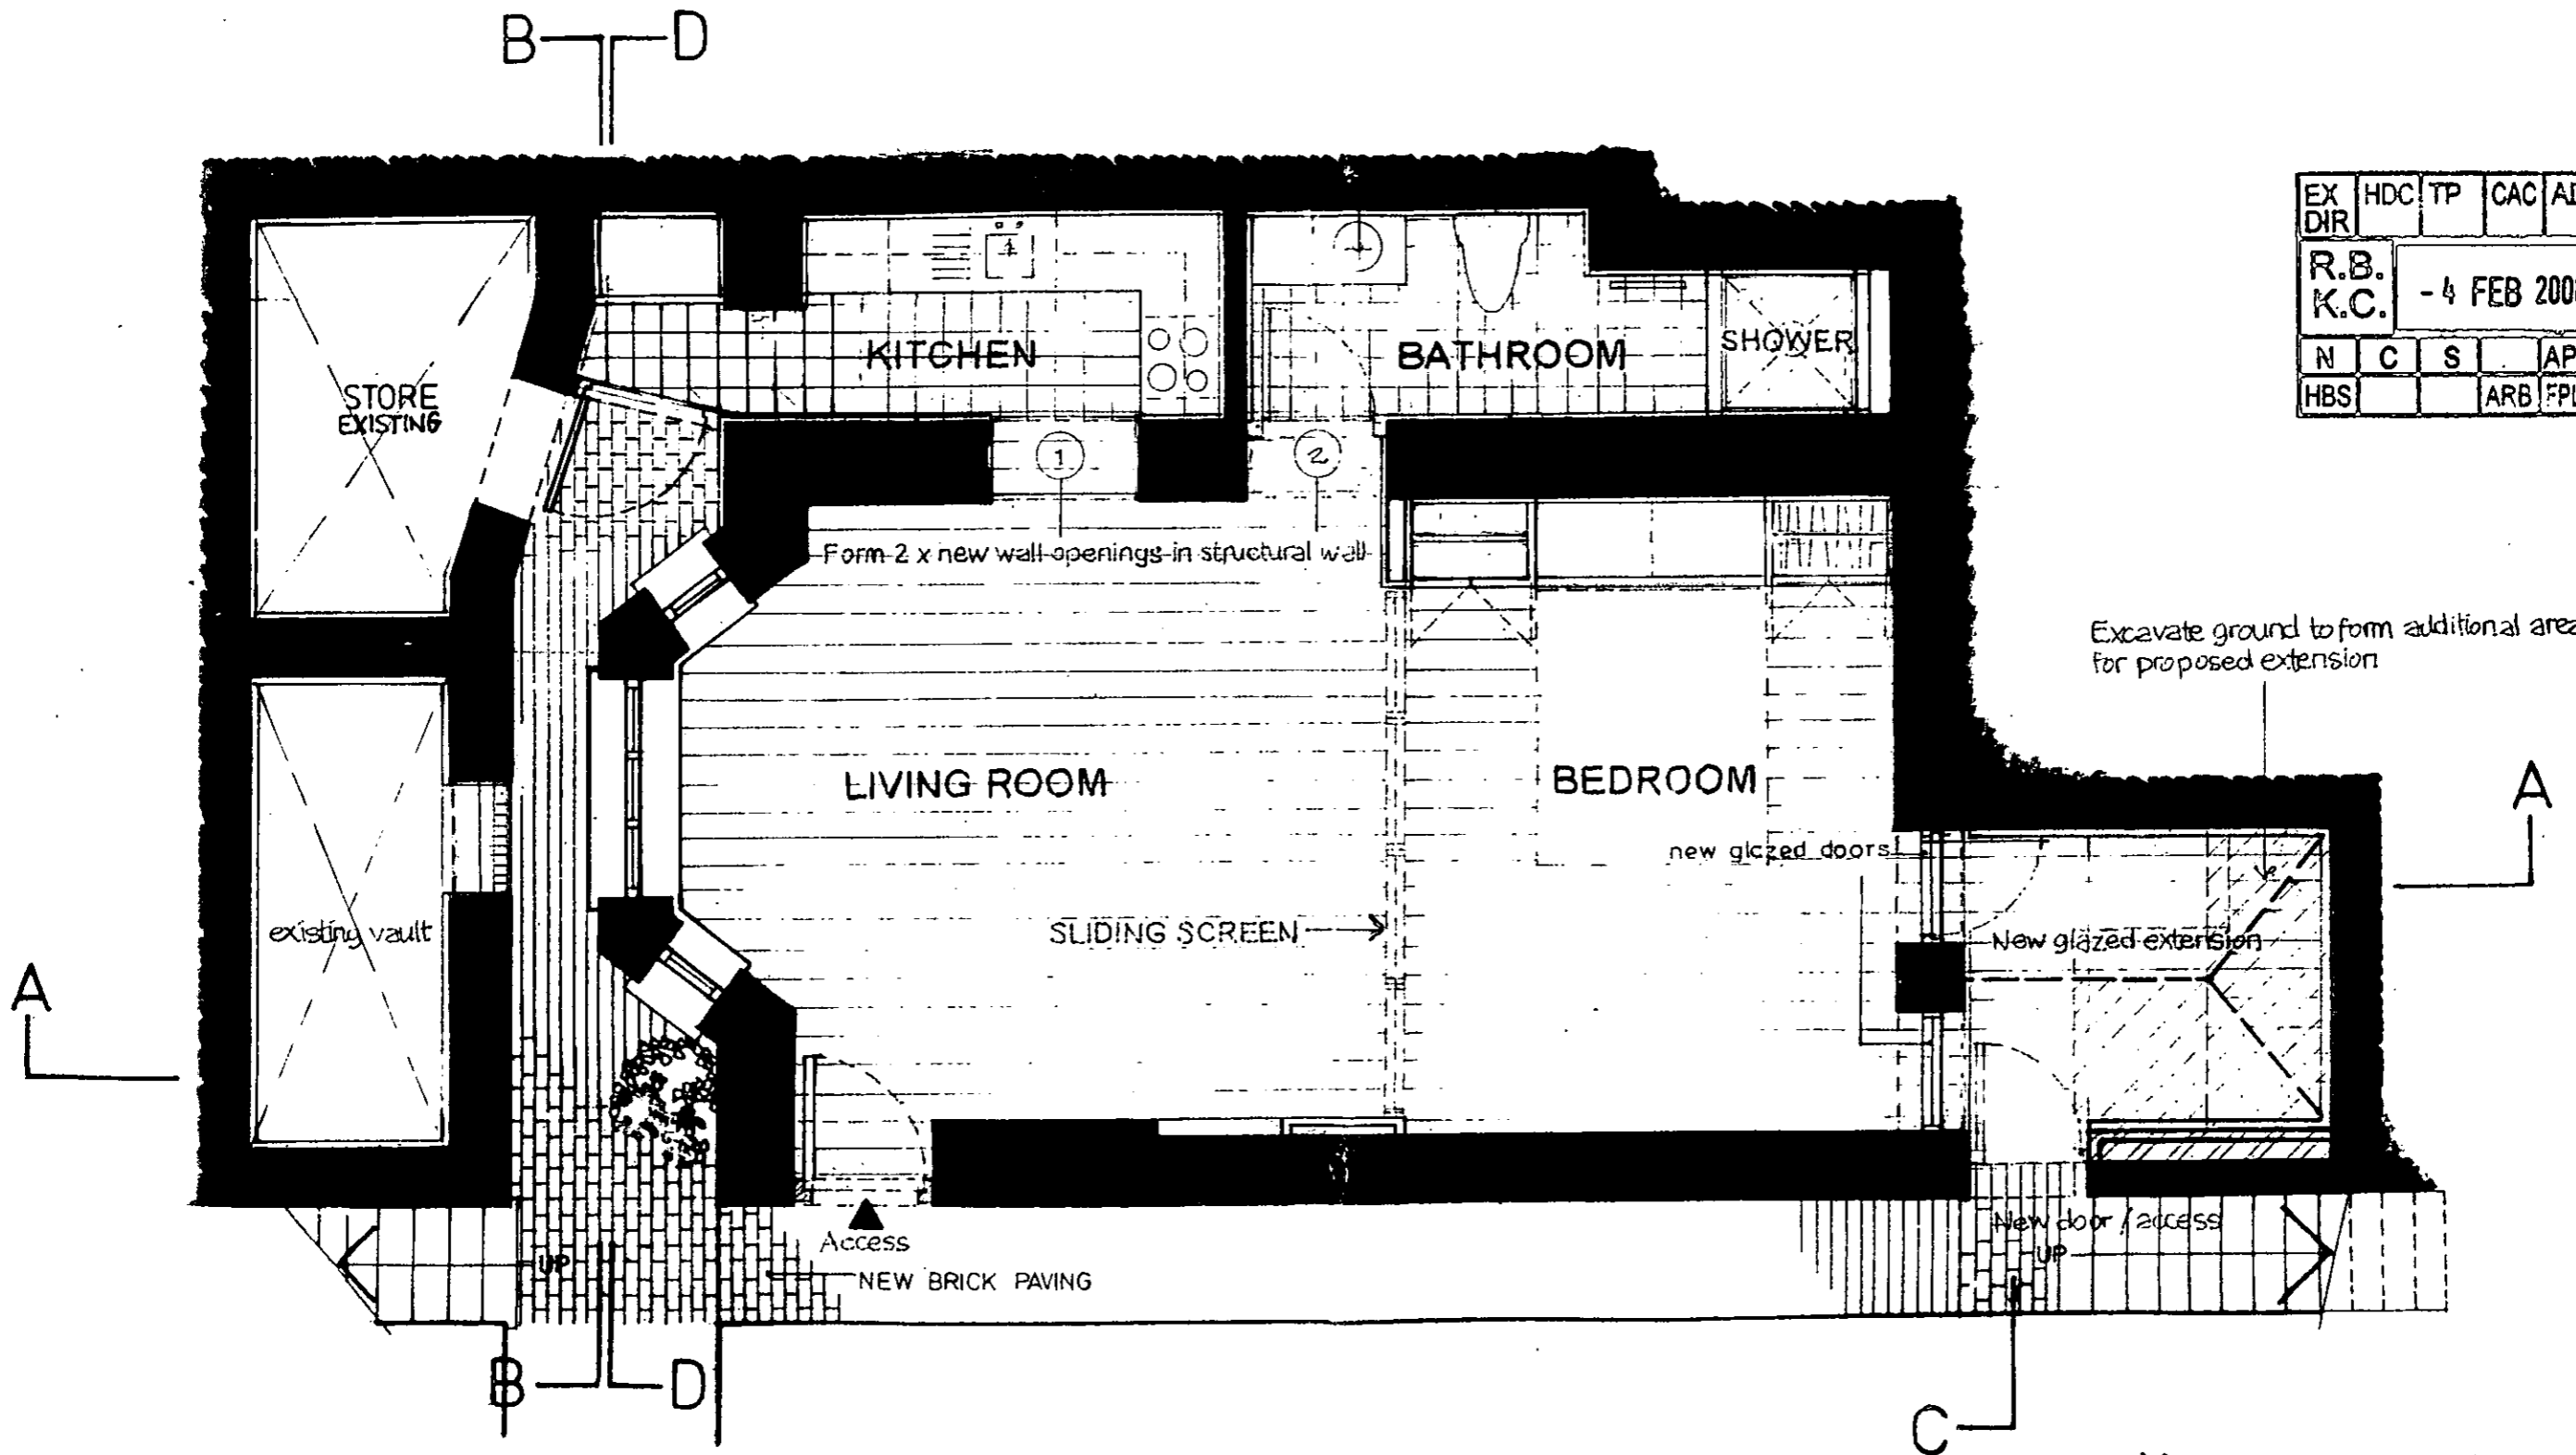 B D
EX DIR HDC TP CAC
R.B. K.C. - 4 FEB
N C S
HBS ARB
KITCHEN
BATHROOM
SHOWER
STORE
EXISTING
1
2
Form 2 x new wall openings in structural wall
Excavate ground to form additional area
for proposed extension
LIVING ROOM
BEDROOM
A
new glazed doors
existing vault
SLIDING SCREEN
New glazed extension
A
Access
New door / access
UP
UP
NEW BRICK PAVING
B D
C